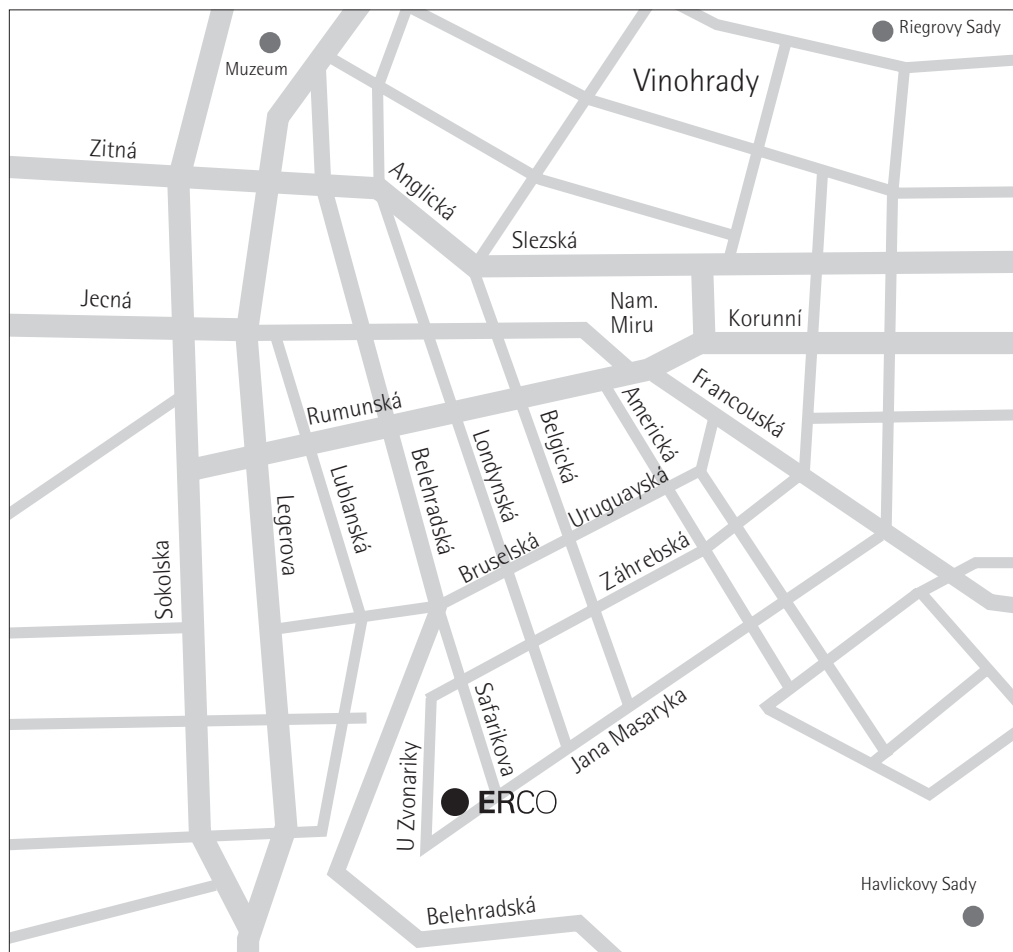 Riegrovy Sady
Muzeum
Vinohrady
Zitná
Anglická
Slezská
Jecná
Nam.
Miru
Korunní
Rumunská
Americká
Francouská
Belgická
Londynská
Belehradská
Lublanská
Legerova
Uruguayská
Bruselská
Záhrebská
Sokolska
Safarikova
Jana Masaryka
U Zvonariky
ERCO
Havlickovy Sady
Belehradská